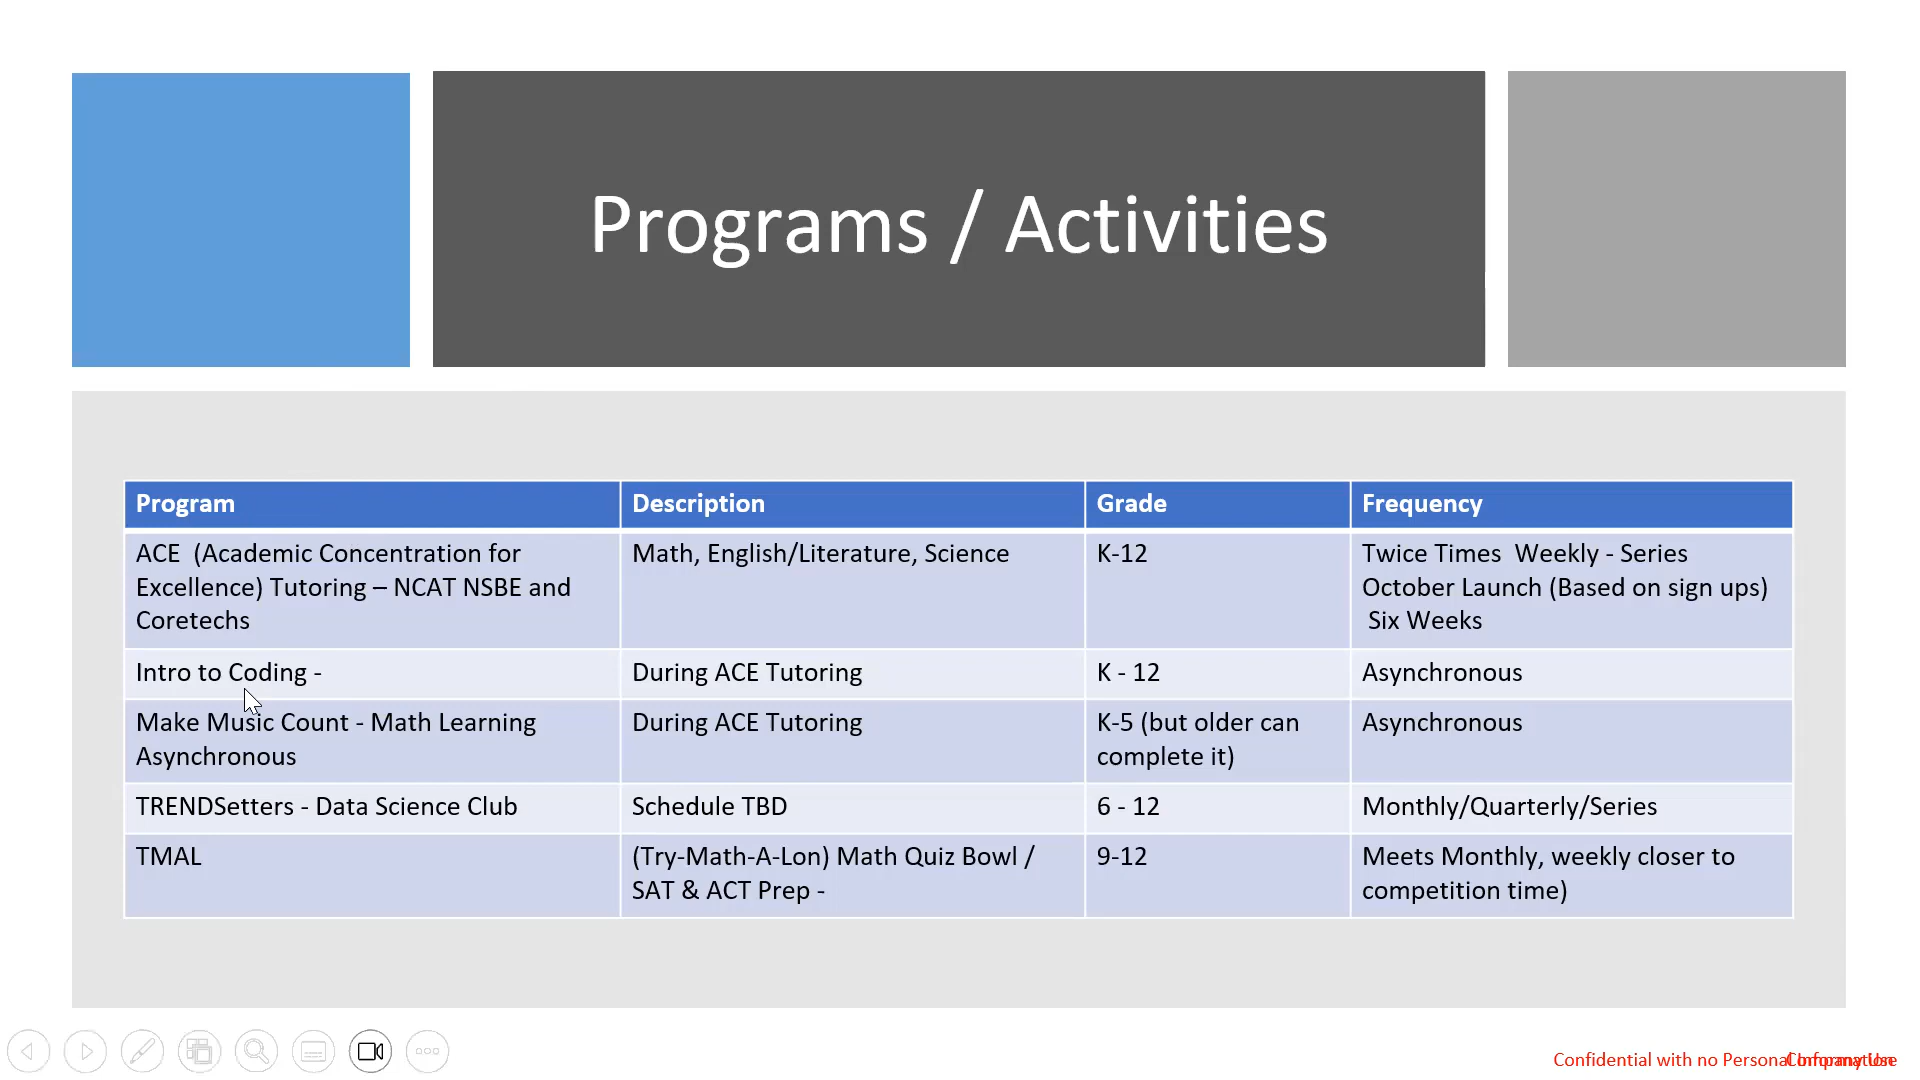 Programs / Activities
Program Description Grade Frequency
ACE (Academic Concentration for
Excellence) Tutoring – NCAT NSBE and
Coretechs
Math, English/Literature, Science
K-12
Twice Times Weekly - Series
October Launch (Based on sign ups)
Six Weeks
Intro to Coding -
During ACE Tutoring
K - 12
Asynchronous
Make Music Count - Math Learning
Asynchronous
During ACE Tutoring
K-5 (but older can
complete it)
Asynchronous
TRENDSetters - Data Science Club
Schedule TBD
6 - 12
Monthly/Quarterly/Series
TMAL
(Try-Math-A-Lon) Math Quiz Bowl /
SAT & ACT Prep -
9-12
Meets Monthly, weekly closer to
competition time)
Confidential with no Personal